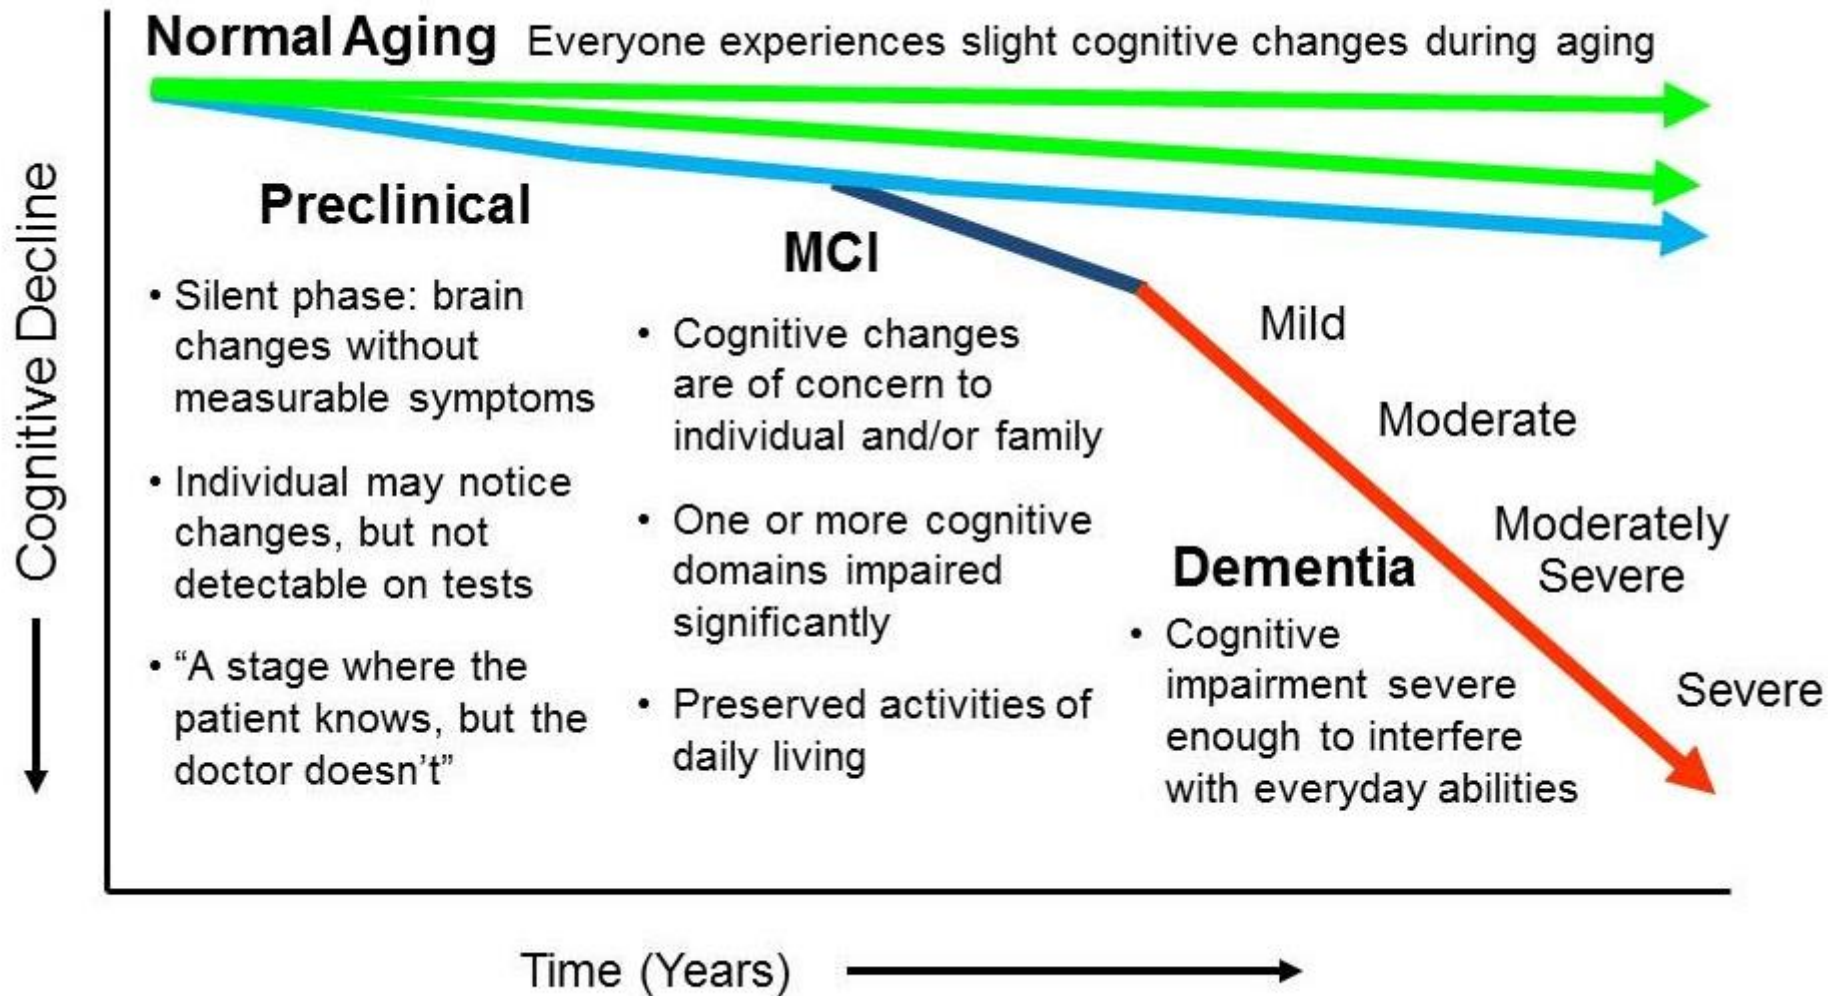 Normal Aging Everyone experiences slight cognitive changes during aging
Cognitive Decline
Preclinical
• Silent phase: brain
changes without
measurable symptoms
• Individual may notice
changes, but not
detectable on tests
• “A stage where the
patient knows, but the
doctor doesn’t”
MCI
• Cognitive changes
are of concern to
individual and/or family
• One or more cognitive
domains impaired
significantly
• Preserved activities of
daily living
Dementia
• Cognitive
impairment severe
enough to interfere
with everyday abilities
Mild
Moderate
Moderately
Severe
Severe
Time (Years)